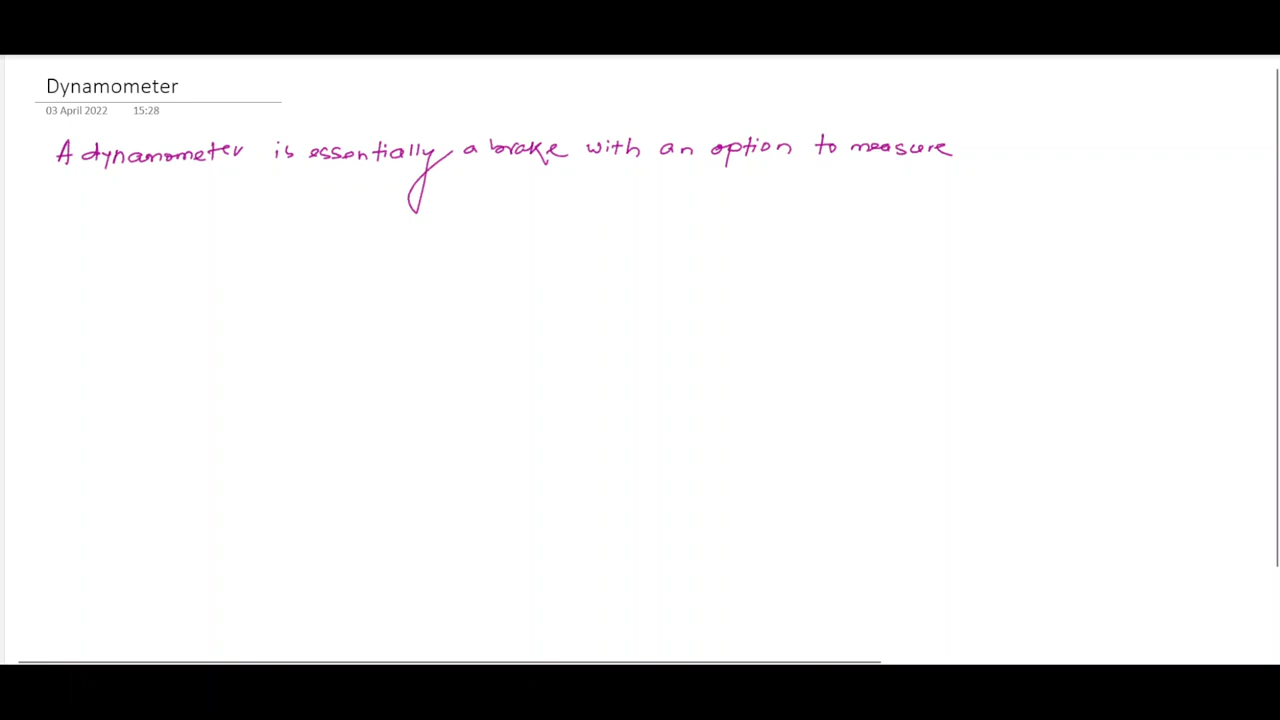 Dynamometer
03 April 2022 15:28
A dynamometer is essentially a brake with an option to measure